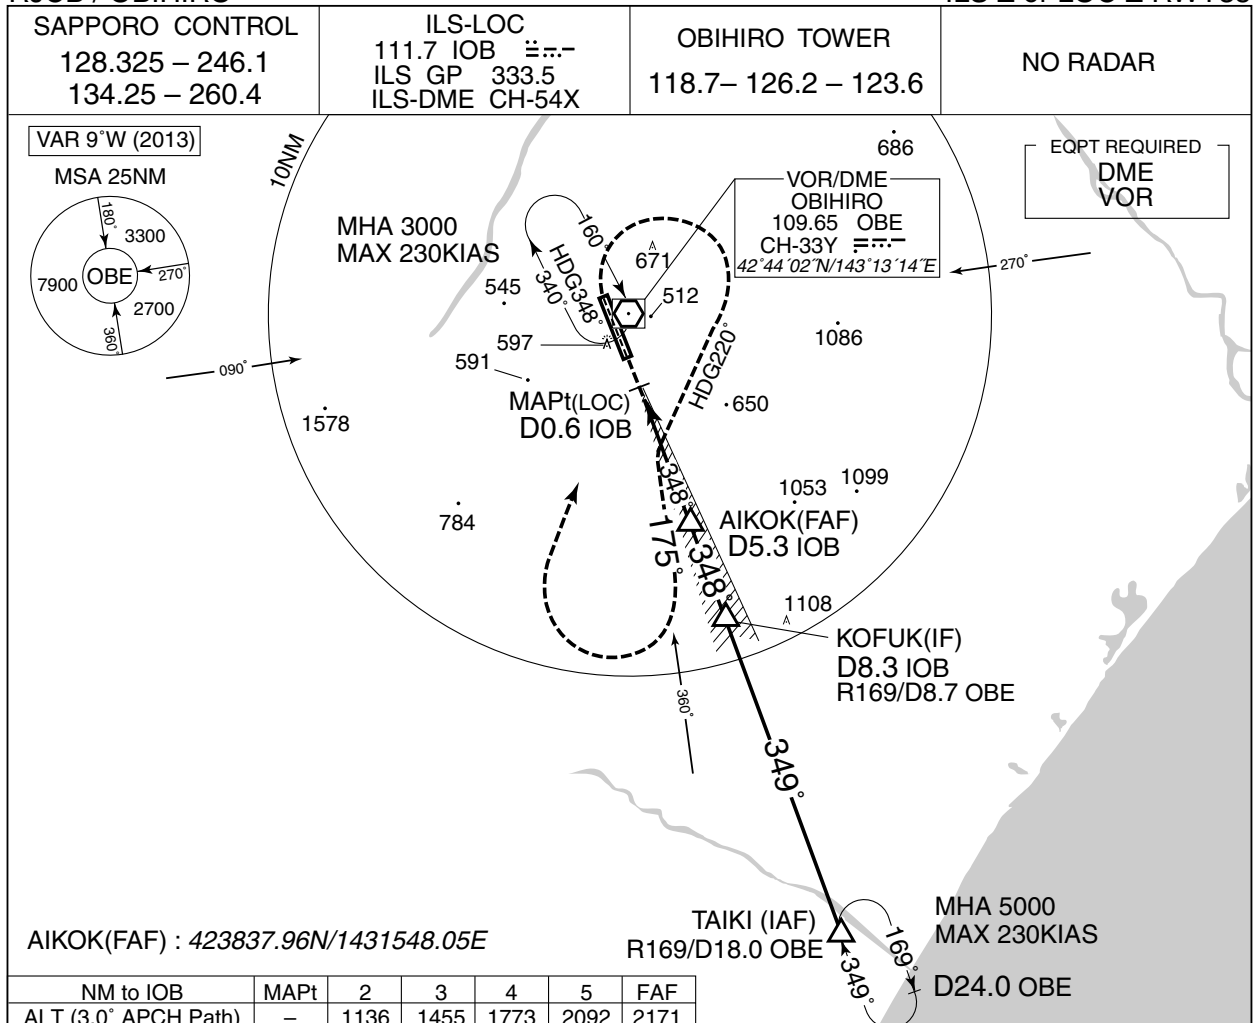 SAPPORO CONTROL
128.325 – 246.1
134.25 – 260.4
ILS-LOC
111.7 IOB
ILS GP 333.5
ILS-DME CH-54X
OBIHIRO TOWER
118.7– 126.2 – 123.6
NO RADAR
VAR 9˚W (2013)
MSA 25NM
180˚
3300
7900
OBE
270˚
2700
360˚
10NM
686
EQPT REQUIRED
DME
VOR
VOR/DME
OBIHIRO
109.65 OBE
CH-33Y
42˚44´02˝N/143˚13´14˝E
MHA 3000
MAX 230KIAS
160˚
HDG348˚
340˚
671
270˚
545
512
597
1086
591
090˚
HDG220˚
MAPt(LOC)
D0.6 IOB
650
1578
348˚
1053
1099
784
AIKOK(FAF)
D5.3 IOB
175˚
348˚
1108
KOFUK(IF)
D8.3 IOB
R169/D8.7 OBE
360˚
349˚
TAIKI (IAF)
R169/D18.0 OBE
MHA 5000
MAX 230KIAS
169˚
349˚
D24.0 OBE
AIKOK(FAF) : 423837.96N/1431548.05E
NM to IOB MAPt 2 3 4 5 FAF
ALT (3.0˚ APCH Path) – 1136 1455 1773 2092 2171